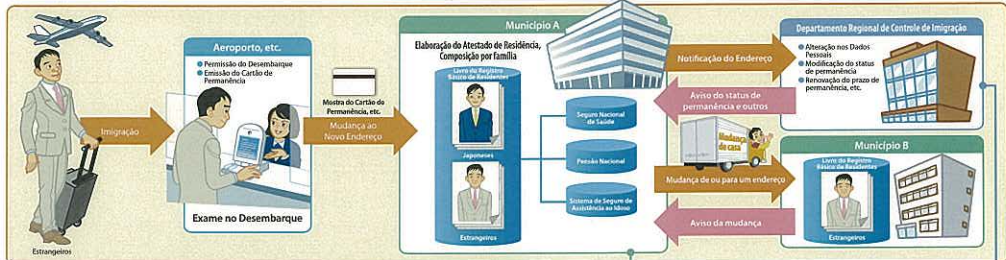 Estrangeiros
Imigração
Aeroporto, etc.
● Permissão do Desembarque
● Emissão do Cartão de
Permanência
Exame no Desembarque
Mostra do Cartão de
Permanência, etc.
Mudança ao
Novo Endereço
Município A
Elaboração do Atestado de Residência,
Composição por família
Livro do Registro
Básico de Residentes
Japoneses
Estrangeiros
Seguro Nacional
de Saúde
Pensão Nacional
Sistema de Seguro de
Assistência ao Idoso
Notificação do Endereço
Aviso do status de
permanência e outros
Mudança
de casa
Mudança de ou para um endereço
Aviso da mudança
Departamento Regional de Controle de Imigração
● Alteração nos Dados
Pessoais
● Modificação do status
de permanência
● Renovação do prazo de
permanência, etc.
Município B
Livro do Registro
Básico de Residentes
Estrangeiros